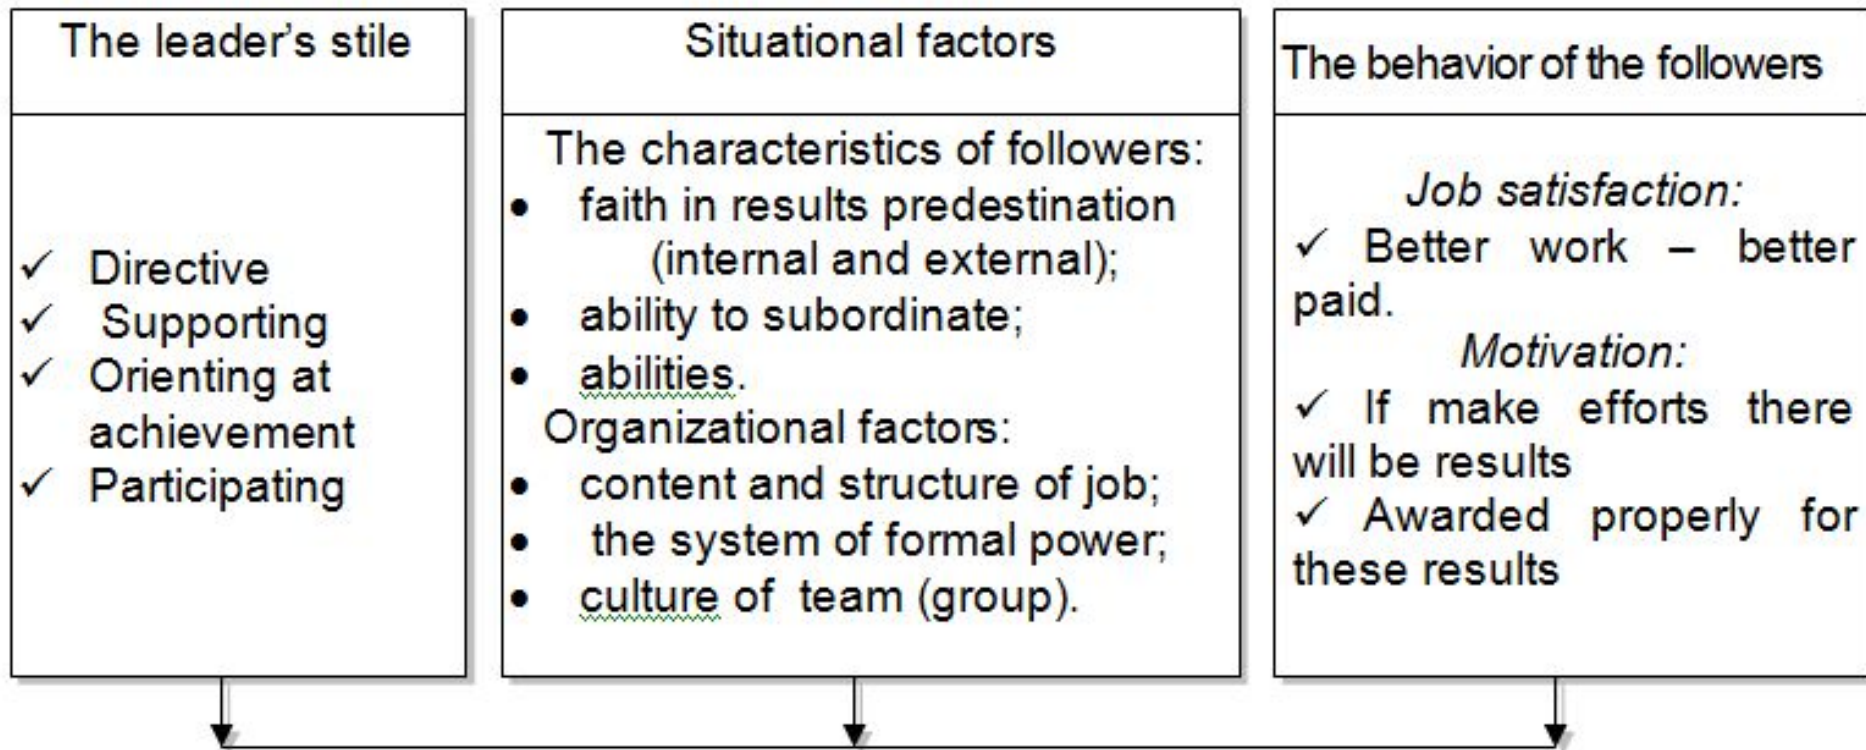 The leader’s stile
✓ Directive
✓ Supporting
✓ Orienting at
achievement
✓ Participating
Situational factors
The characteristics of followers:
• faith in results predestination
(internal and external);
• ability to subordinate;
• abilities.
Organizational factors:
• content and structure of job;
• the system of formal power;
• culture of team (group).
The behavior of the followers
Job satisfaction:
✓ Better work – better
paid.
Motivation:
✓ If make efforts there
will be results
✓ Awarded properly for
these results